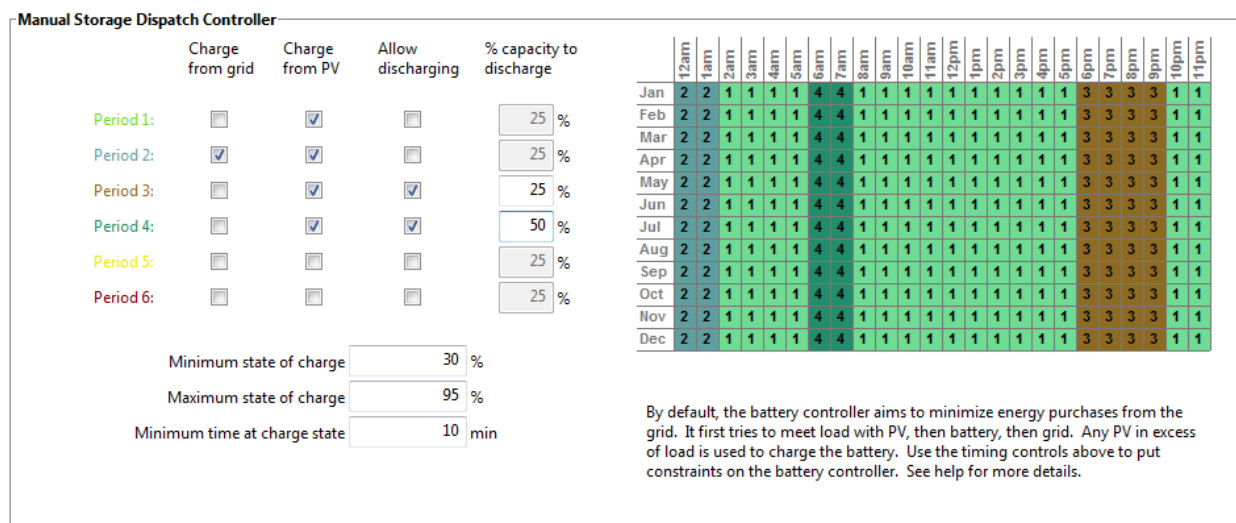 Manual Storage Dispatch Controller
Charge from grid Charge from PV Allow discharging % capacity to discharge
Period 1: 25 %
Period 2: 25 %
Period 3: 25 %
Period 4: 50 %
Period 5: 25 %
Period 6: 25 %
Minimum state of charge 30 %
Maximum state of charge 95 %
Minimum time at charge state 10 min
12am 1am 2am 3am 4am 5am 6am 7am 8am 9am 10am 11am 12pm 1pm 2pm 3pm 4pm 5pm 6pm 7pm 8pm 9pm 10pm 11pm
Jan 2 2 1 1 1 1 4 4 1 1 1 1 1 1 1 1 1 1 3 3 3 3 1 1
Feb 2 2 1 1 1 1 4 4 1 1 1 1 1 1 1 1 1 1 3 3 3 3 1 1
Mar 2 2 1 1 1 1 4 4 1 1 1 1 1 1 1 1 1 1 3 3 3 3 1 1
Apr 2 2 1 1 1 1 4 4 1 1 1 1 1 1 1 1 1 1 3 3 3 3 1 1
May 2 2 1 1 1 1 4 4 1 1 1 1 1 1 1 1 1 1 3 3 3 3 1 1
Jun 2 2 1 1 1 1 4 4 1 1 1 1 1 1 1 1 1 1 3 3 3 3 1 1
Jul 2 2 1 1 1 1 4 4 1 1 1 1 1 1 1 1 1 1 3 3 3 3 1 1
Aug 2 2 1 1 1 1 4 4 1 1 1 1 1 1 1 1 1 1 3 3 3 3 1 1
Sep 2 2 1 1 1 1 4 4 1 1 1 1 1 1 1 1 1 1 3 3 3 3 1 1
Oct 2 2 1 1 1 1 4 4 1 1 1 1 1 1 1 1 1 1 3 3 3 3 1 1
Nov 2 2 1 1 1 1 4 4 1 1 1 1 1 1 1 1 1 1 3 3 3 3 1 1
Dec 2 2 1 1 1 1 4 4 1 1 1 1 1 1 1 1 1 1 3 3 3 3 1 1
By default, the battery controller aims to minimize energy purchases from the
grid. It first tries to meet load with PV, then battery, then grid. Any PV in excess
of load is used to charge the battery. Use the timing controls above to put
constraints on the battery controller. See help for more details.